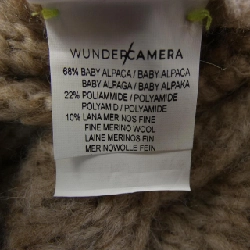 WUNDERCAMERA
68% BABY ALPACA / BABY ALPACA
BABY ALPAGA / BABY ALPAKA
22% POLIAMMIDE / POLYAMIDE
POLYAMID / POLYAMIDE
10% LANA MERINOS FINE
FINE MERINO WOOL
LAINE MERINOS FIN
MERINOWOLLE FEIN